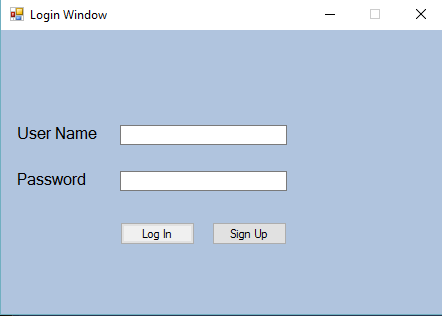 Login Window
User Name
Password
Log In Sign Up